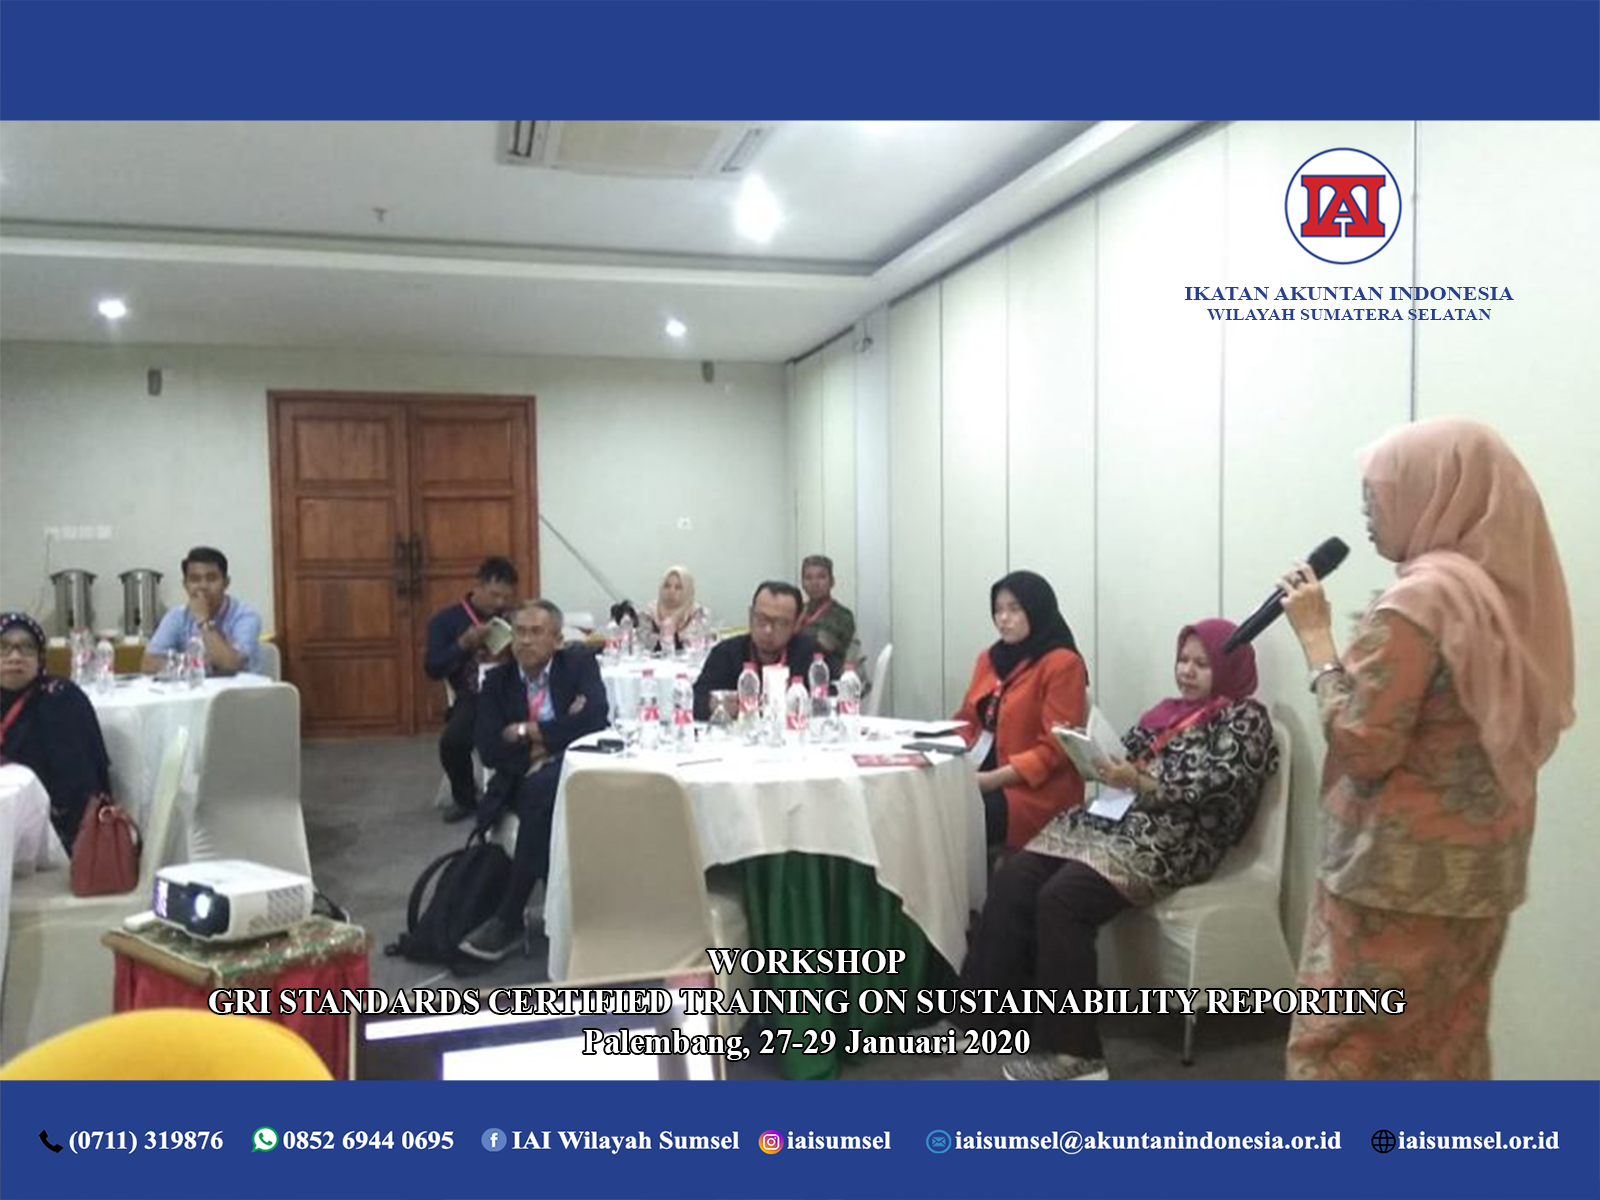 IAI
IKATAN AKUNTAN INDONESIA
WILAYAH SUMATERA SELATAN
WORKSHOP
GRI STANDARDS CERTIFIED TRAINING ON SUSTAINABILITY REPORTING
Palembang, 27-29 Januari 2020
(0711) 319876 0852 6944 0695 IAI Wilayah Sumsel iaisumsel iaisumsel@akuntanindonesia.or.id iaisumsel.or.id